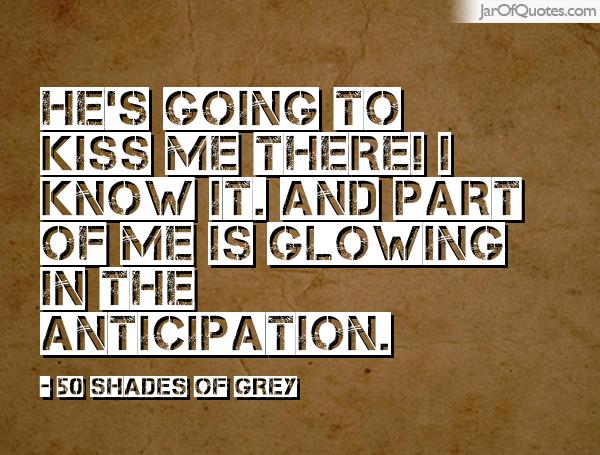 JarOfQuotes.com
HE'S GOING TO
KISS ME THERE! I
KNOW IT. AND PART
OF ME IS GLOWING
IN THE
ANTICIPATION.
- 50 SHADES OF GREY